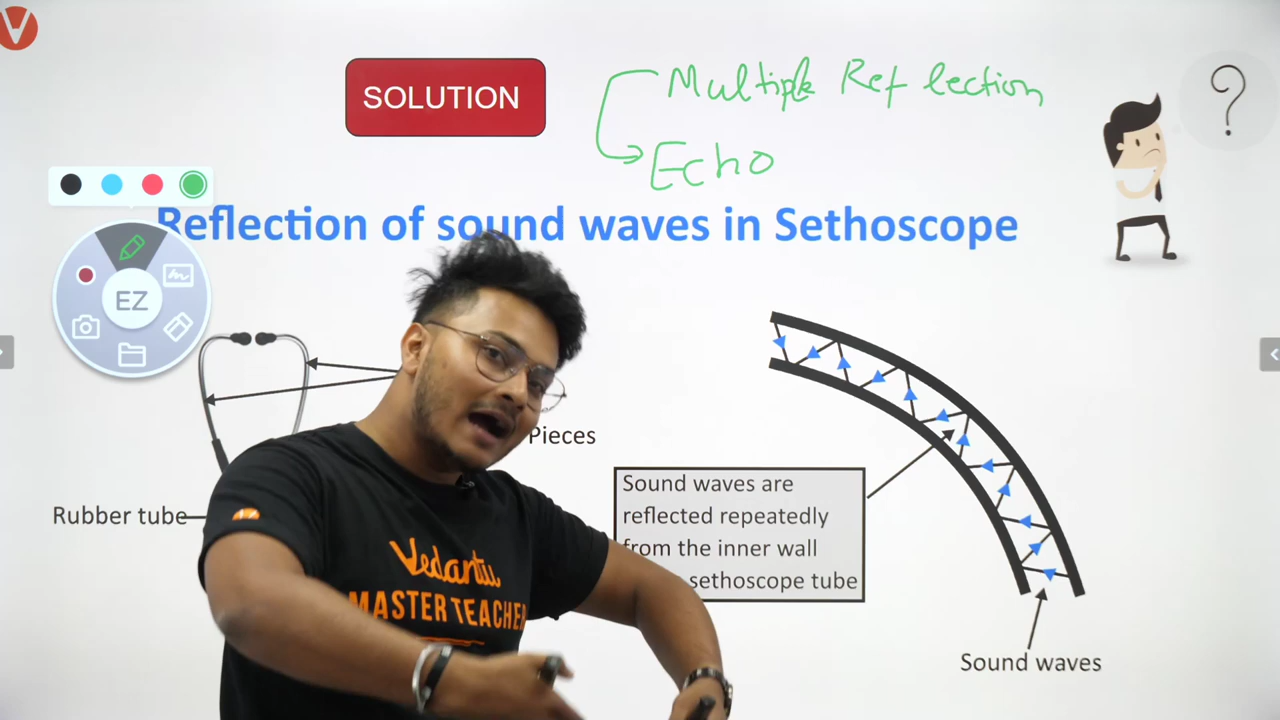 SOLUTION
Multiple Reflection
Echo
?
Reflection of sound waves in Sethoscope
EZ
Pieces
Rubber tube
Sound waves are
reflected repeatedly
from the inner wall
sethoscope tube
Sound waves
Vedantu
MASTER TEACHER